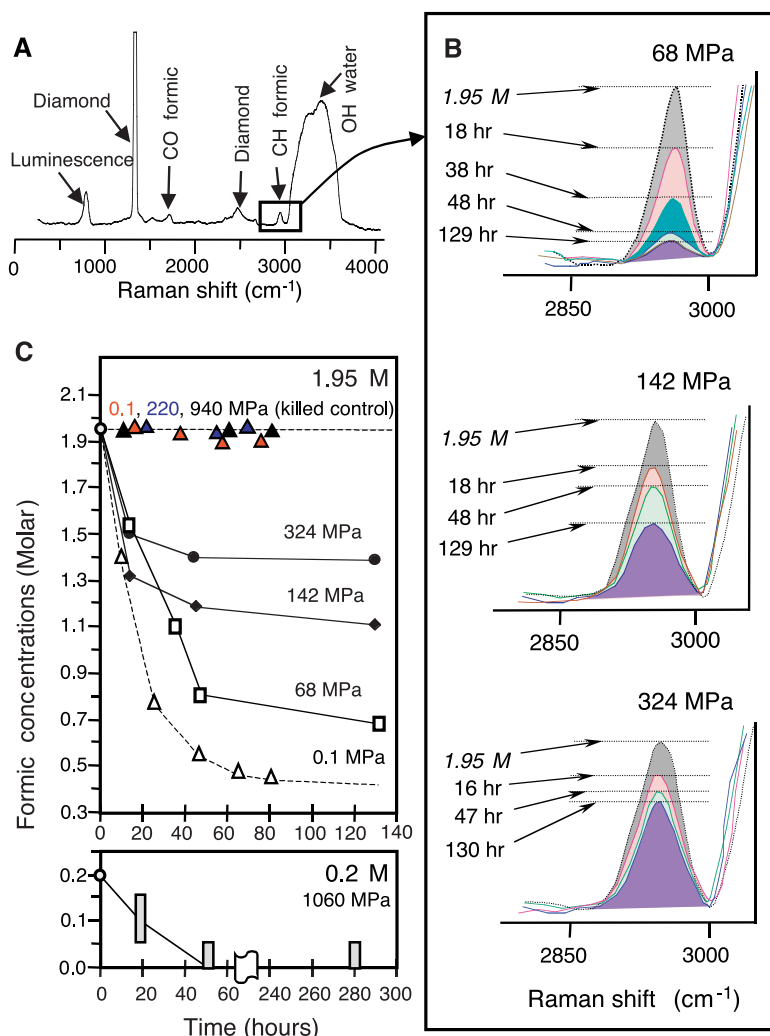 A
Diamond
Luminescence
CO formic
Diamond
CH formic
OH water
0 1000 2000 3000 4000
Raman shift (cm⁻¹)
B
68 MPa
1.95 M
18 hr
38 hr
48 hr
129 hr
2850 3000
142 MPa
1.95 M
18 hr
48 hr
129 hr
2850 3000
324 MPa
1.95 M
16 hr
47 hr
130 hr
2850 3000
Raman shift (cm⁻¹)
C
1.95 M
0.1, 220, 940 MPa (killed control)
324 MPa
142 MPa
68 MPa
0.1 MPa
Formic concentrations (Molar)
2.1
1.9
1.7
1.5
1.3
1.1
0.9
0.7
0.5
0.3
0 20 40 60 80 100 120 140
0.2 M
1060 MPa
0.2
0.1
0.0
0 20 40 60 240 260 280 300
Time (hours)